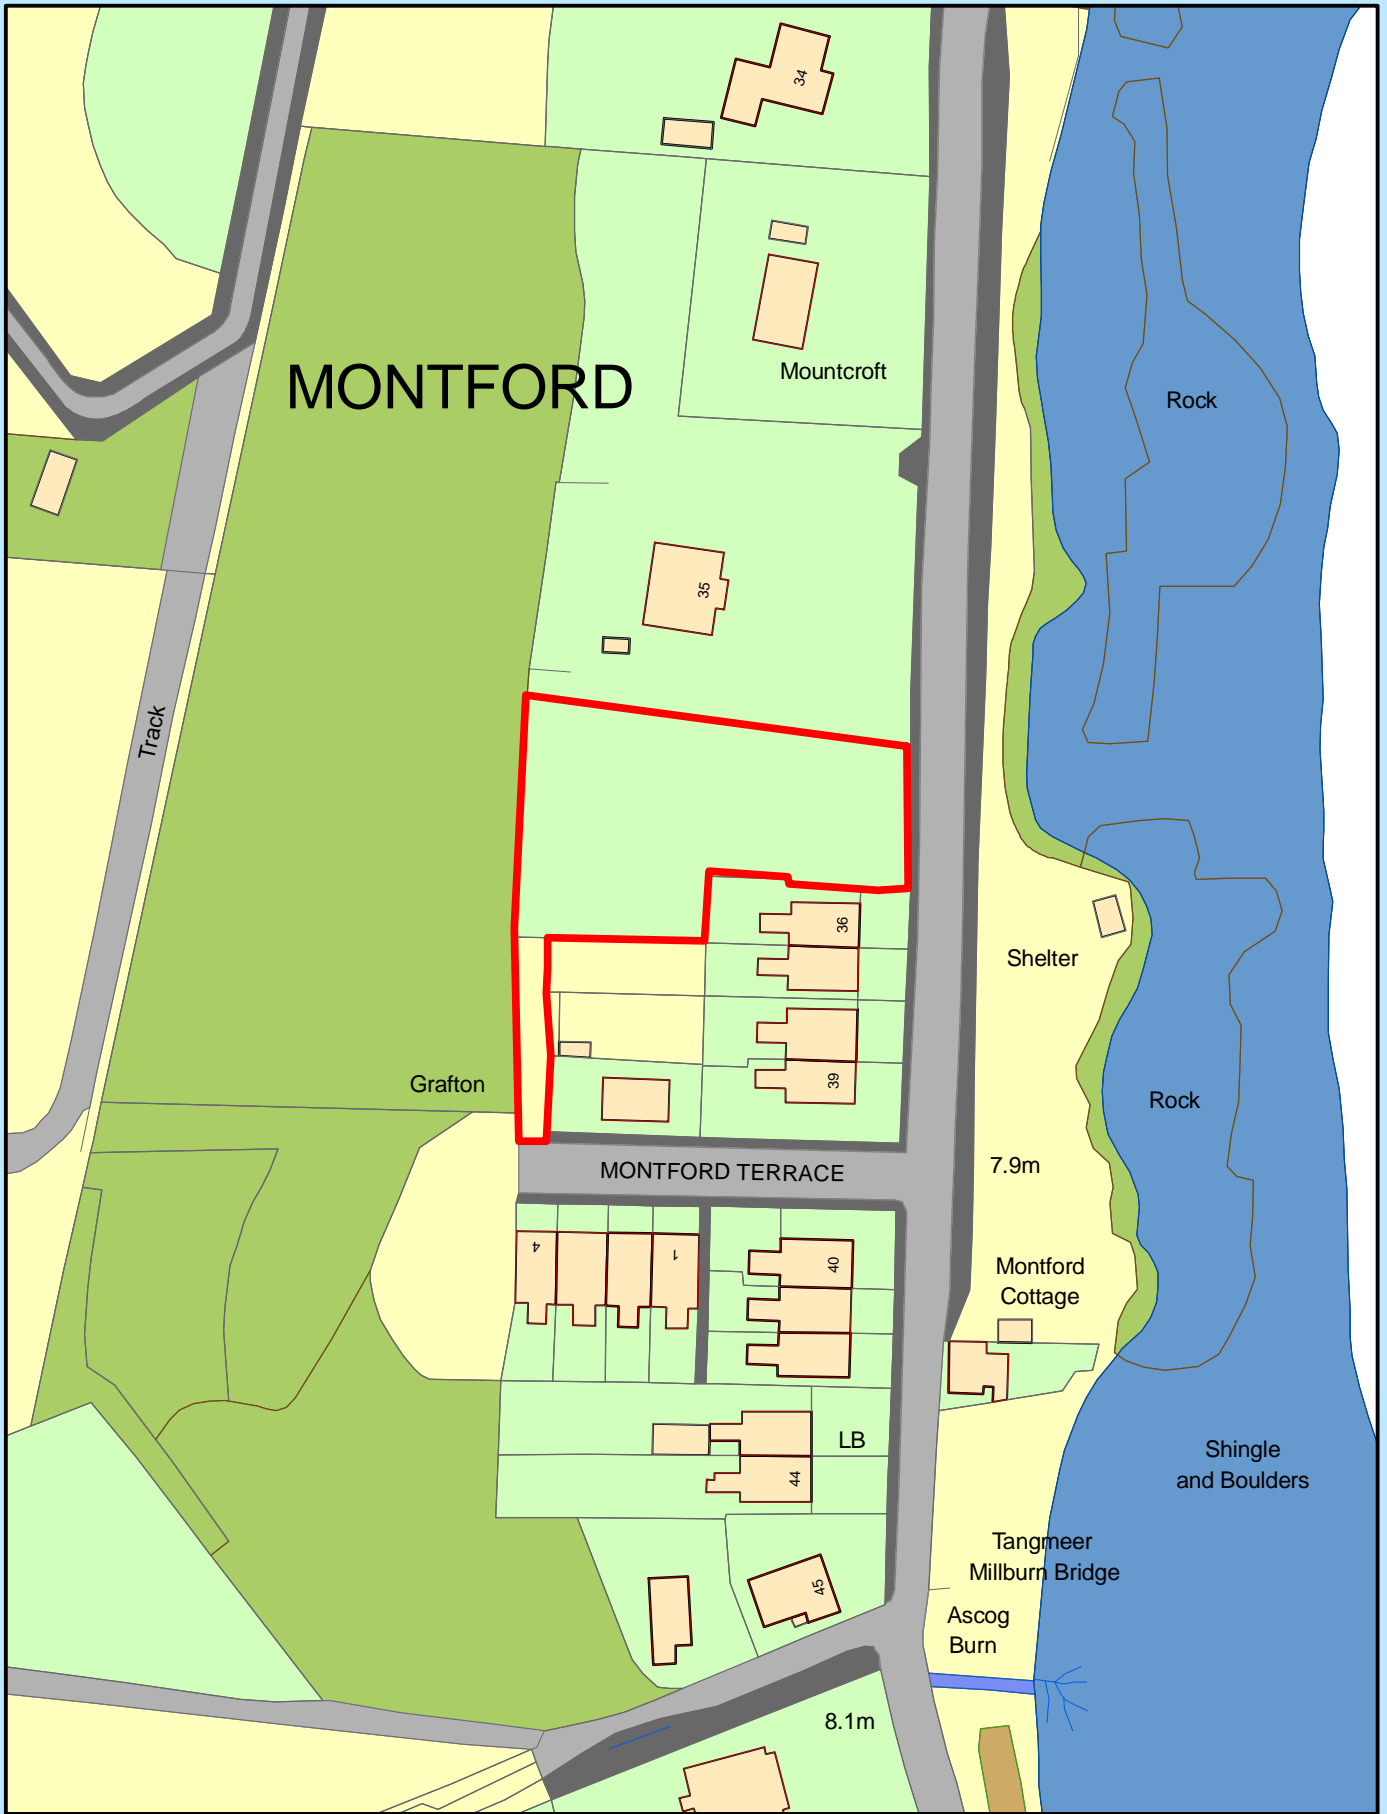 34
MONTFORD
Mountcroft
Rock
35
Track
36
Shelter
Grafton
39
Rock
MONTFORD TERRACE
7.9m
4
1
40
Montford
Cottage
LB
44
Shingle
and Boulders
Tangmeer
Millburn Bridge
45
Ascog
Burn
8.1m